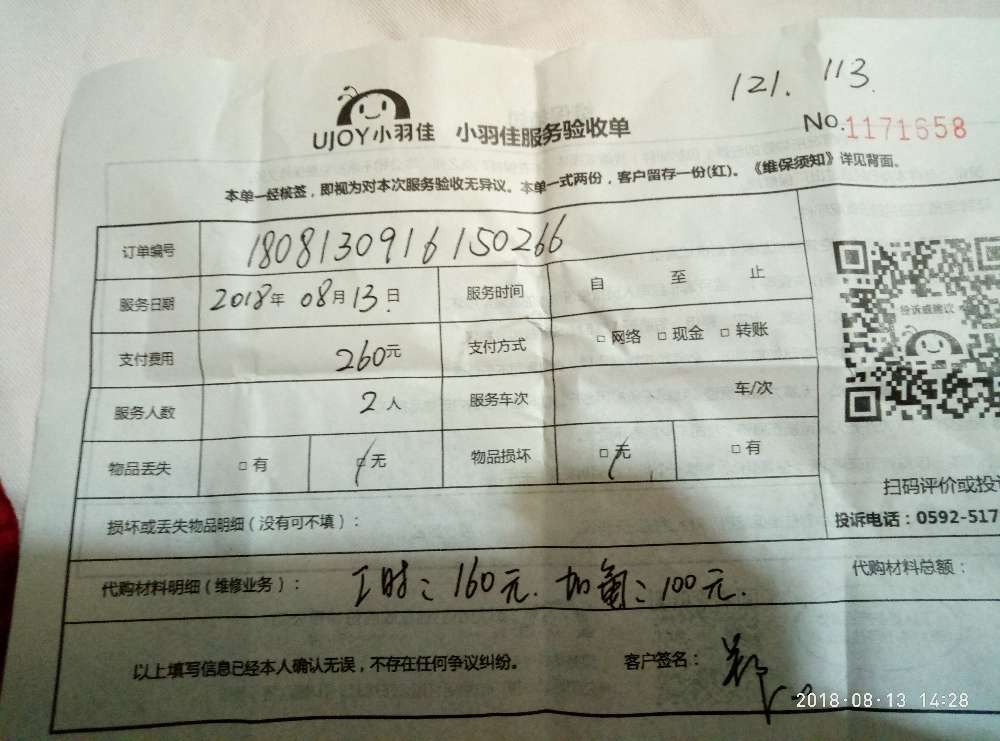 121. 113.
UJOY小羽佳 小羽佳服务验收单
No.1171658
本单一经核签，即视为对本次服务验收无异议。本单一式两份，客户留存一份(红)。《维保须知》详见背面。
订单编号 1808130916150266
服务日期 2018年 08月13日 服务时间 自 至 止
支付费用 260元 支付方式 □ 网络 □ 现金 □ 转账
投诉或建议
服务人数 2人 服务车次 车/次
物品丢失 □ 有 □ 无 物品损坏 □ 无 □ 有
扫码评价或投
损坏或丢失物品明细（没有可不填）：
投诉电话：0592-517
代购材料明细（维修业务）： 工时：160元. 加氟：100元.
代购材料总额：
以上填写信息已经本人确认无误，不存在任何争议纠纷。 客户签名：郑
2018-08-13 14:28